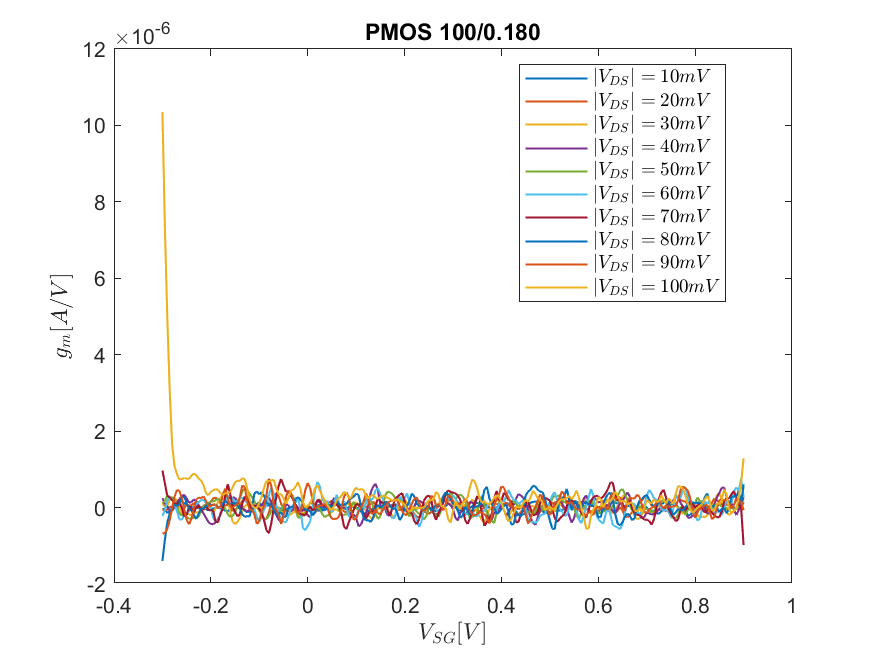 PMOS 100/0.180
×10⁻⁶
12
10
8
6
4
2
0
-2
g_m[A/V]
|V_DS| = 10mV
|V_DS| = 20mV
|V_DS| = 30mV
|V_DS| = 40mV
|V_DS| = 50mV
|V_DS| = 60mV
|V_DS| = 70mV
|V_DS| = 80mV
|V_DS| = 90mV
|V_DS| = 100mV
-0.4 -0.2 0 0.2 0.4 0.6 0.8 1
V_SG[V]